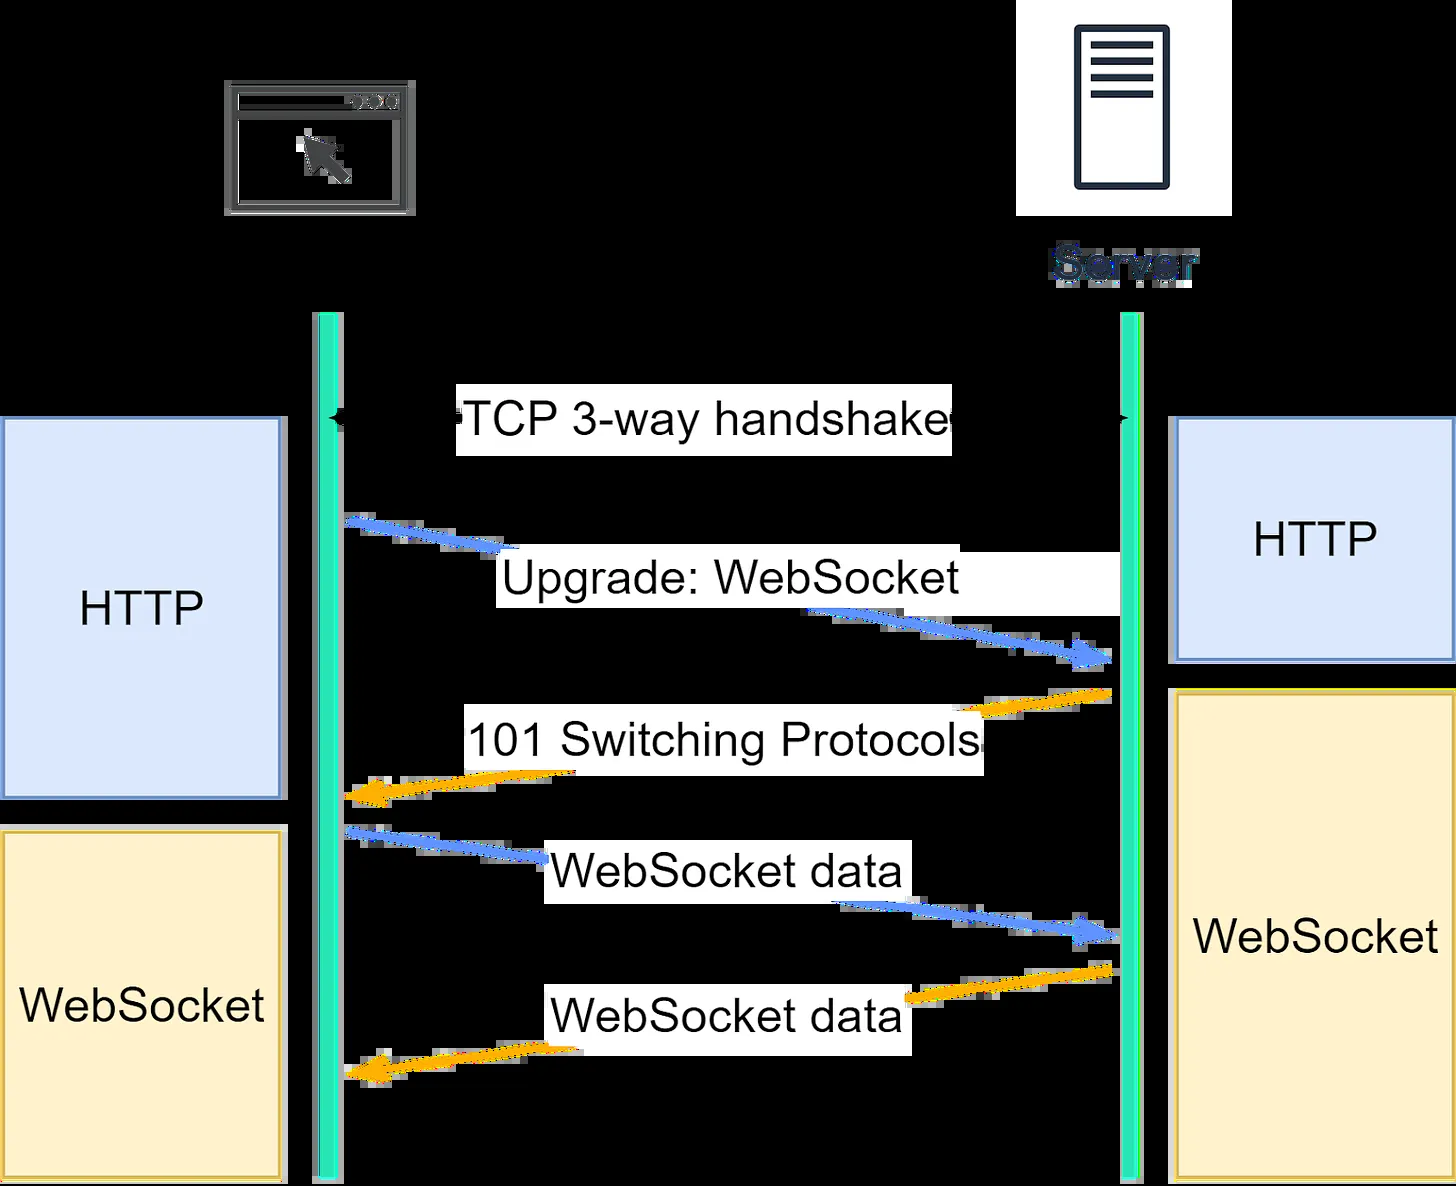 Server
TCP 3-way handshake
HTTP
HTTP
Upgrade: WebSocket
101 Switching Protocols
WebSocket data
WebSocket
WebSocket
WebSocket data